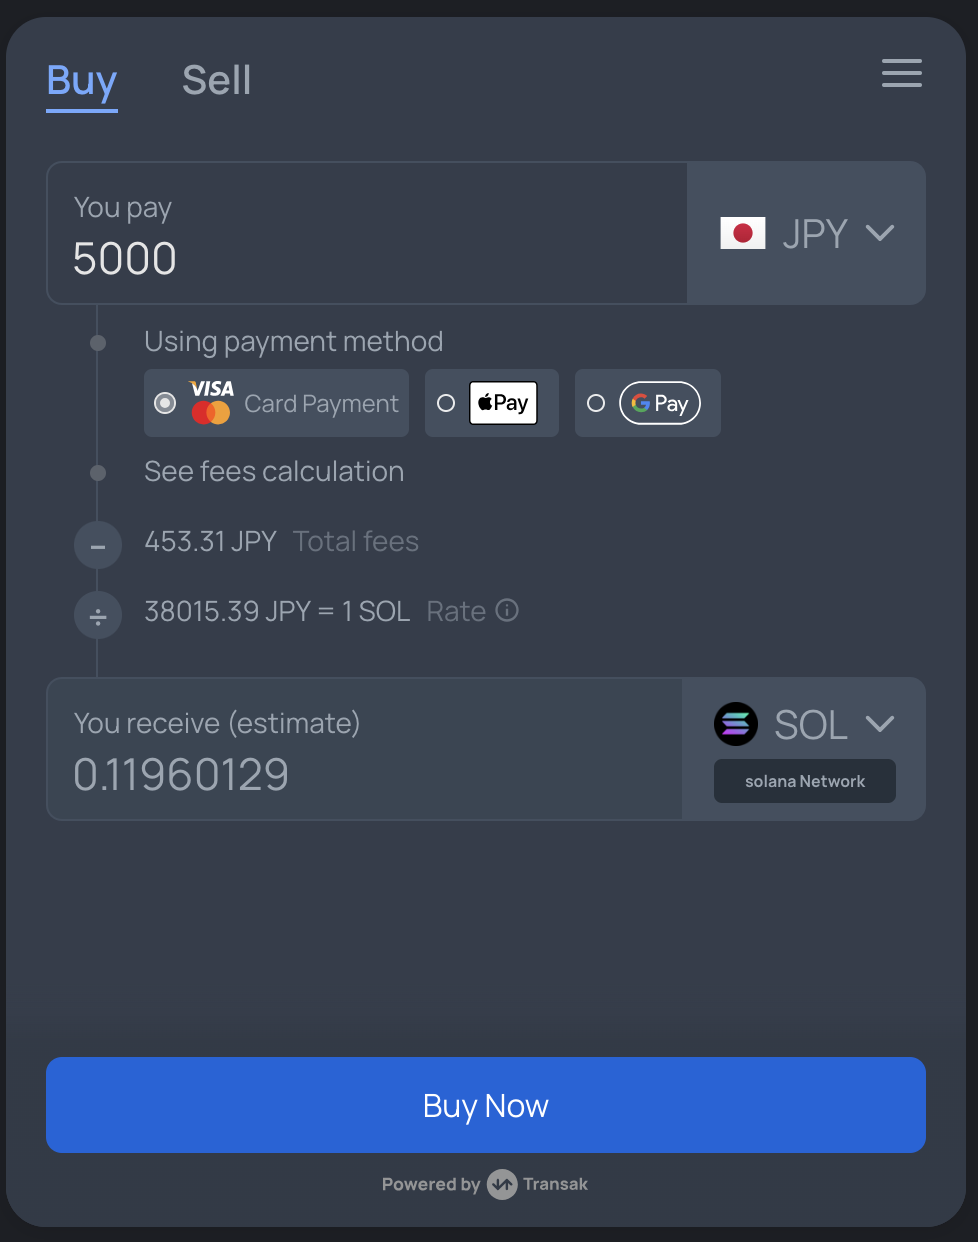 Buy Sell
You pay
5000
JPY
Using payment method
VISA Card Payment Pay G Pay
See fees calculation
− 453.31 JPY Total fees
÷ 38015.39 JPY = 1 SOL Rate
You receive (estimate)
0.11960129
SOL
solana Network
Buy Now
Powered by Transak